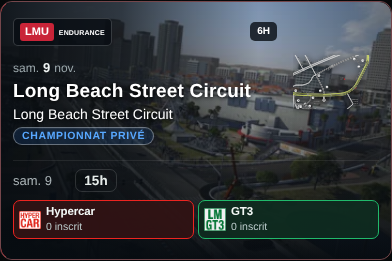 LMU ENDURANCE
6H
sam. 9 nov.
Long Beach Street Circuit
Long Beach Street Circuit
CHAMPIONNAT PRIVÉ
sam. 9 15h
HYPER CAR Hypercar
0 inscrit
LM GT3 GT3
0 inscrit